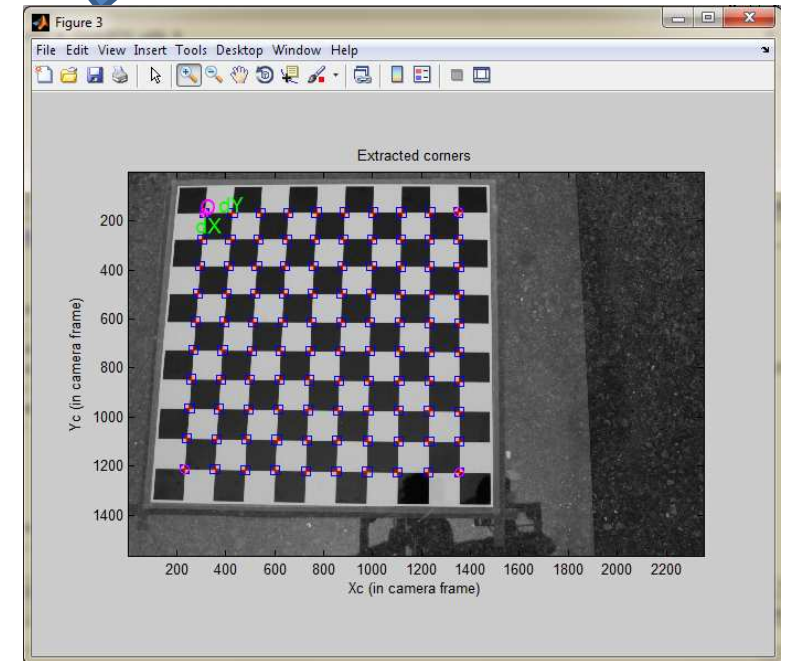 Figure 3
File Edit View Insert Tools Desktop Window Help
Extracted corners
O dY
dX
200
400
600
800
1000
1200
1400
Yc (in camera frame)
200 400 600 800 1000 1200 1400 1600 1800 2000 2200
Xc (in camera frame)